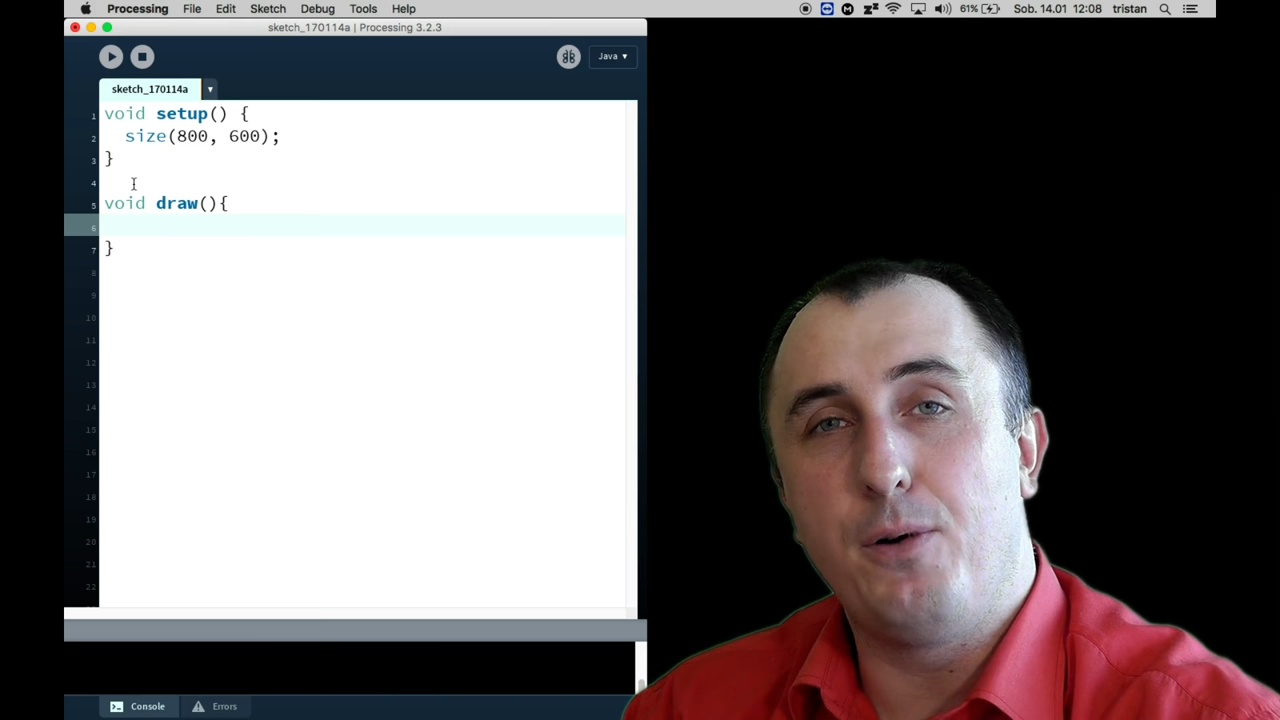 Processing File Edit Sketch Debug Tools Help 61% Sob. 14.01 12:08 tristan
sketch_170114a | Processing 3.2.3
Java ▾
sketch_170114a
1 void setup() {
2 size(800, 600);
3 }
4
5 void draw(){
6
7 }
8
9
10
11
12
13
14
15
16
17
18
19
20
21
22
Console Errors